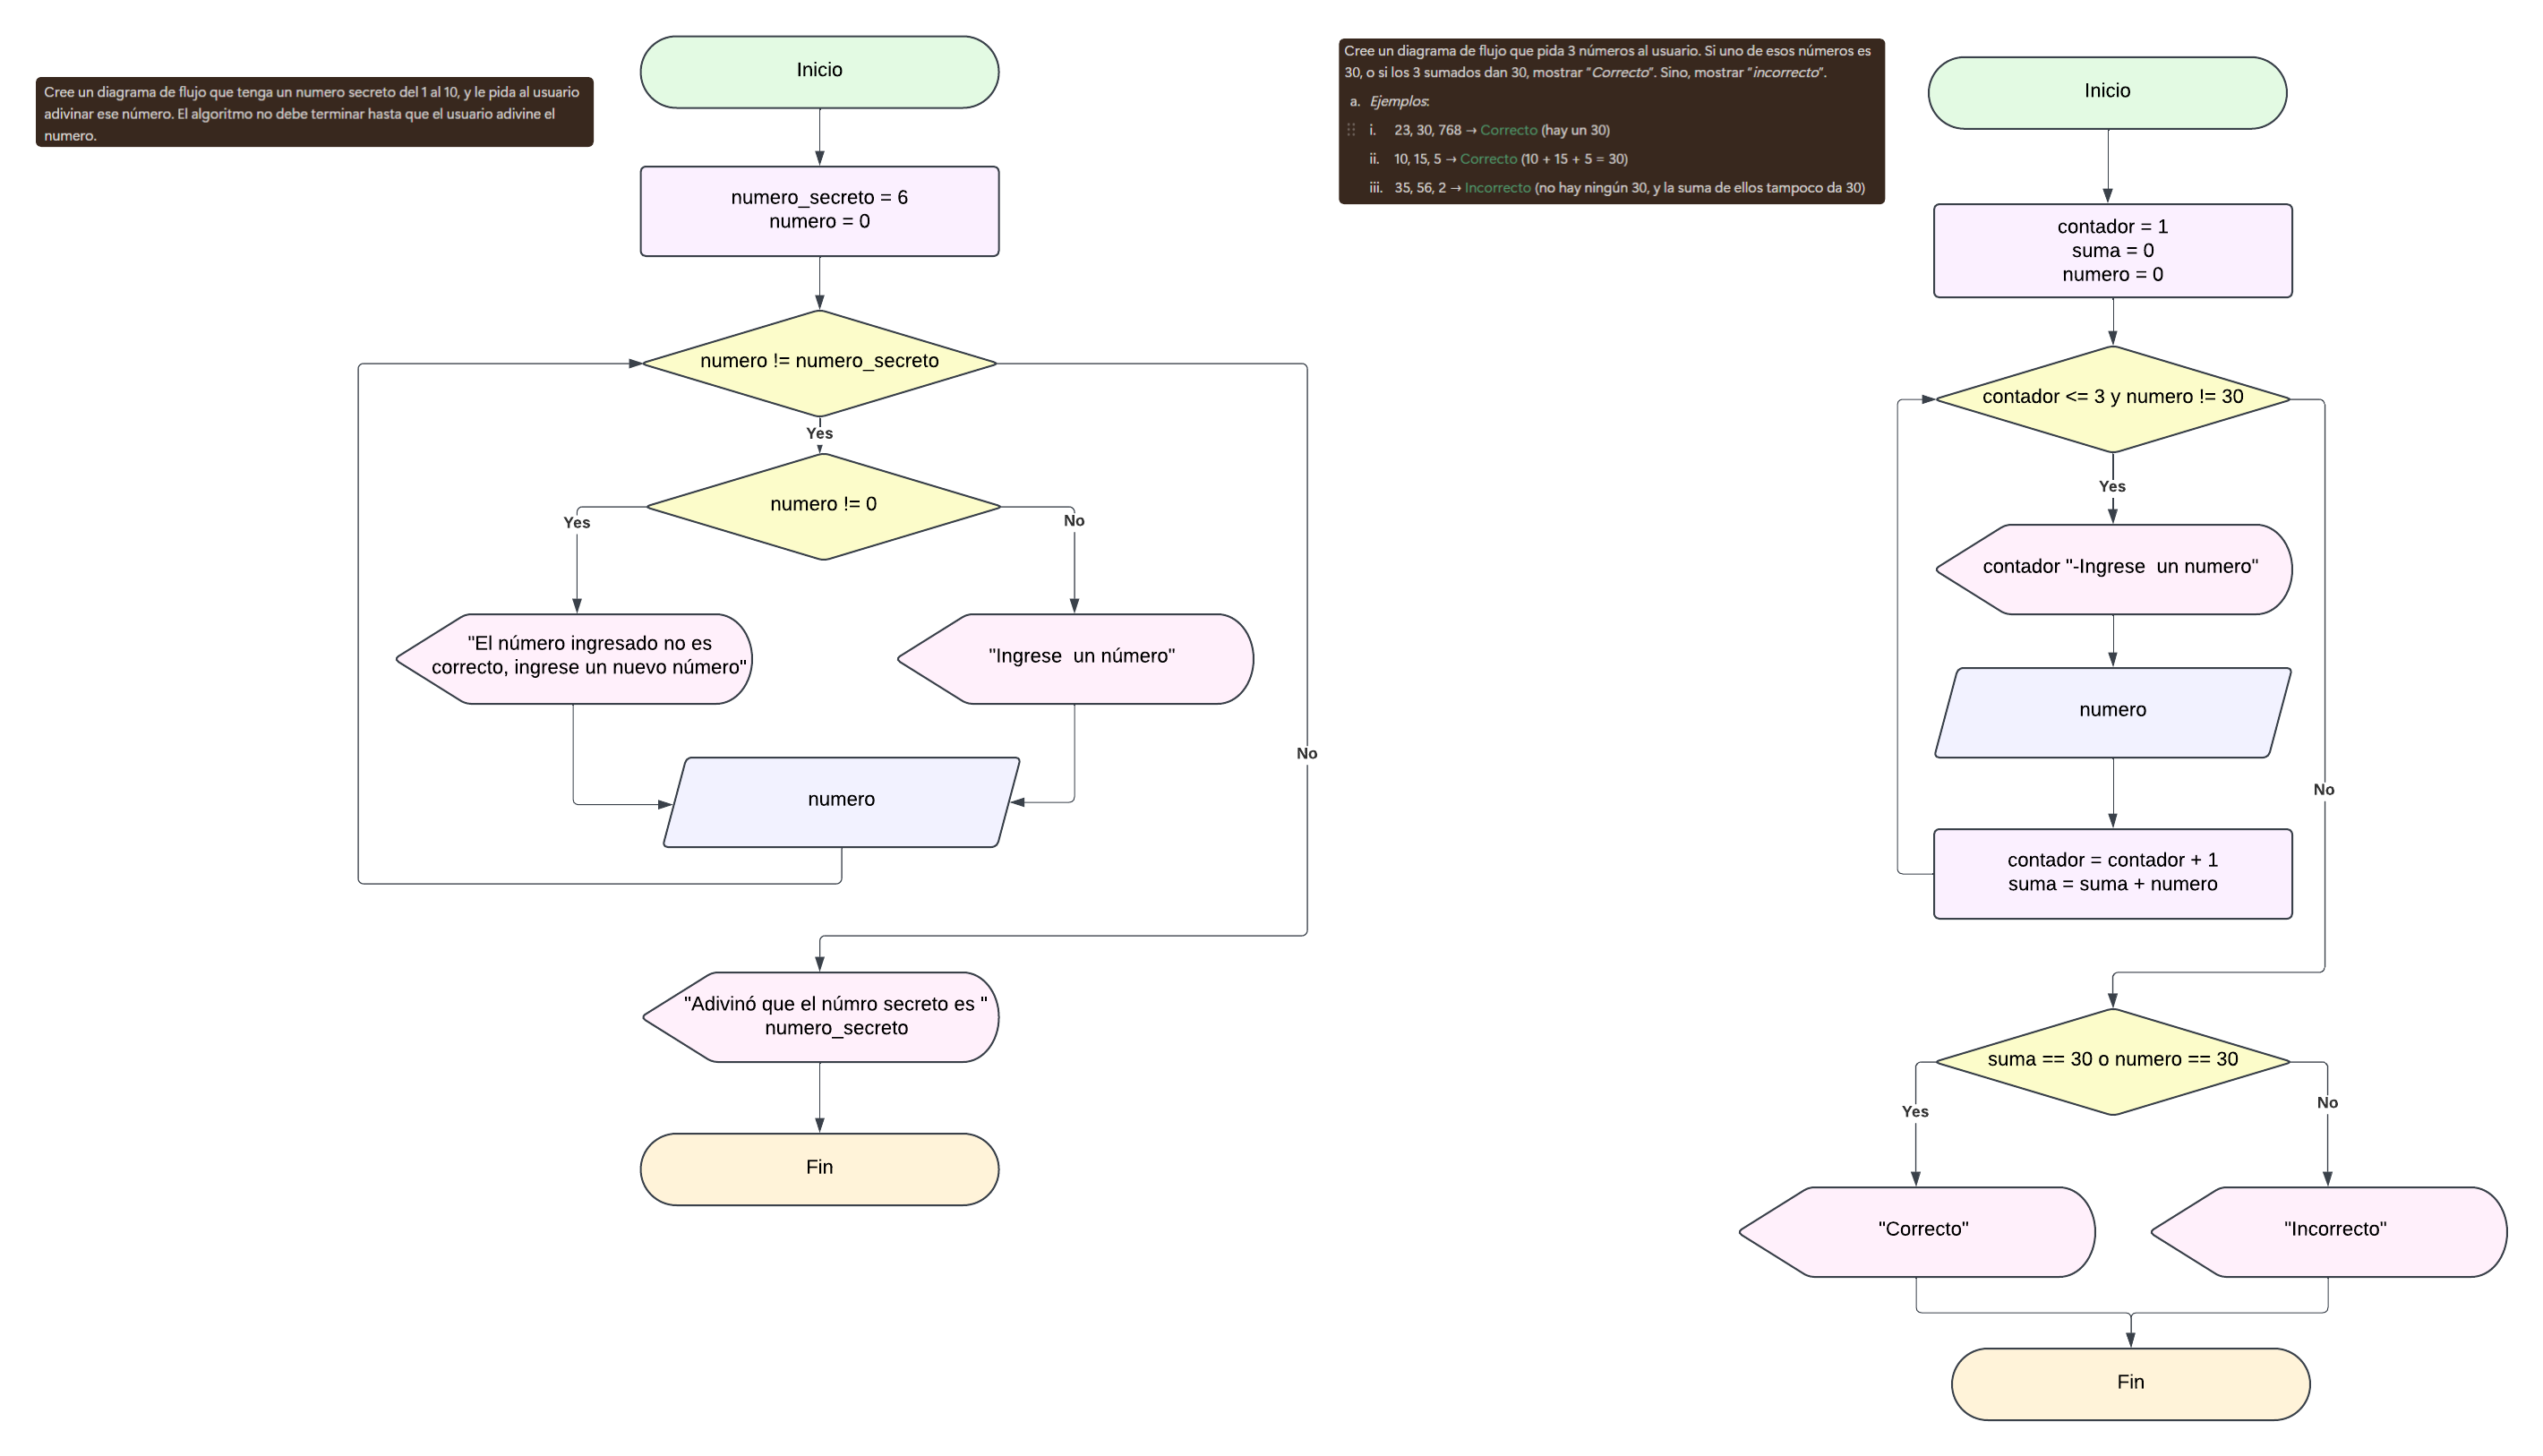 Cree un diagrama de flujo que tenga un numero secreto del 1 al 10, y le pida al usuario
adivinar ese número. El algoritmo no debe terminar hasta que el usuario adivine el
numero.
Inicio
numero_secreto = 6
numero = 0
numero != numero_secreto
Yes
numero != 0
Yes
No
"El número ingresado no es
correcto, ingrese un nuevo número"
"Ingrese  un número"
numero
No
"Adivinó que el númro secreto es "
numero_secreto
Fin
Cree un diagrama de flujo que pida 3 números al usuario. Si uno de esos números es
30, o si los 3 sumados dan 30, mostrar "Correcto". Sino, mostrar "incorrecto".
a. Ejemplos:
i. 23, 30, 768 → Correcto (hay un 30)
ii. 10, 15, 5 → Correcto (10 + 15 + 5 = 30)
iii. 35, 56, 2 → Incorrecto (no hay ningún 30, y la suma de ellos tampoco da 30)
Inicio
contador = 1
suma = 0
numero = 0
contador <= 3 y numero != 30
Yes
contador "-Ingrese  un numero"
numero
No
contador = contador + 1
suma = suma + numero
suma == 30 o numero == 30
Yes
No
"Correcto"
"Incorrecto"
Fin